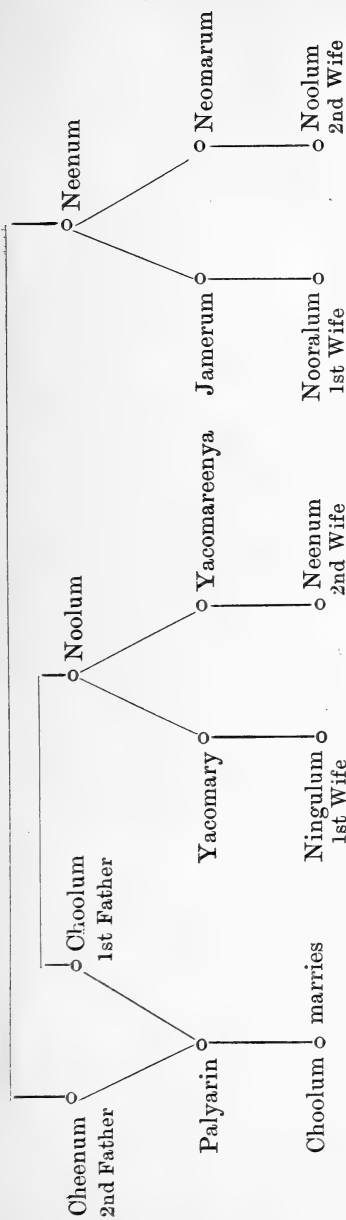 Cheenum
2nd Father
Choolum
1st Father
Noolum
Neenum
Palyarin
Yacomary
Yacomareenya
Jamerum
Neomarum
Choolum
marries
Ningulum
1st Wife
Neenum
2nd Wife
Nooralum
1st Wife
Noolum
2nd Wife